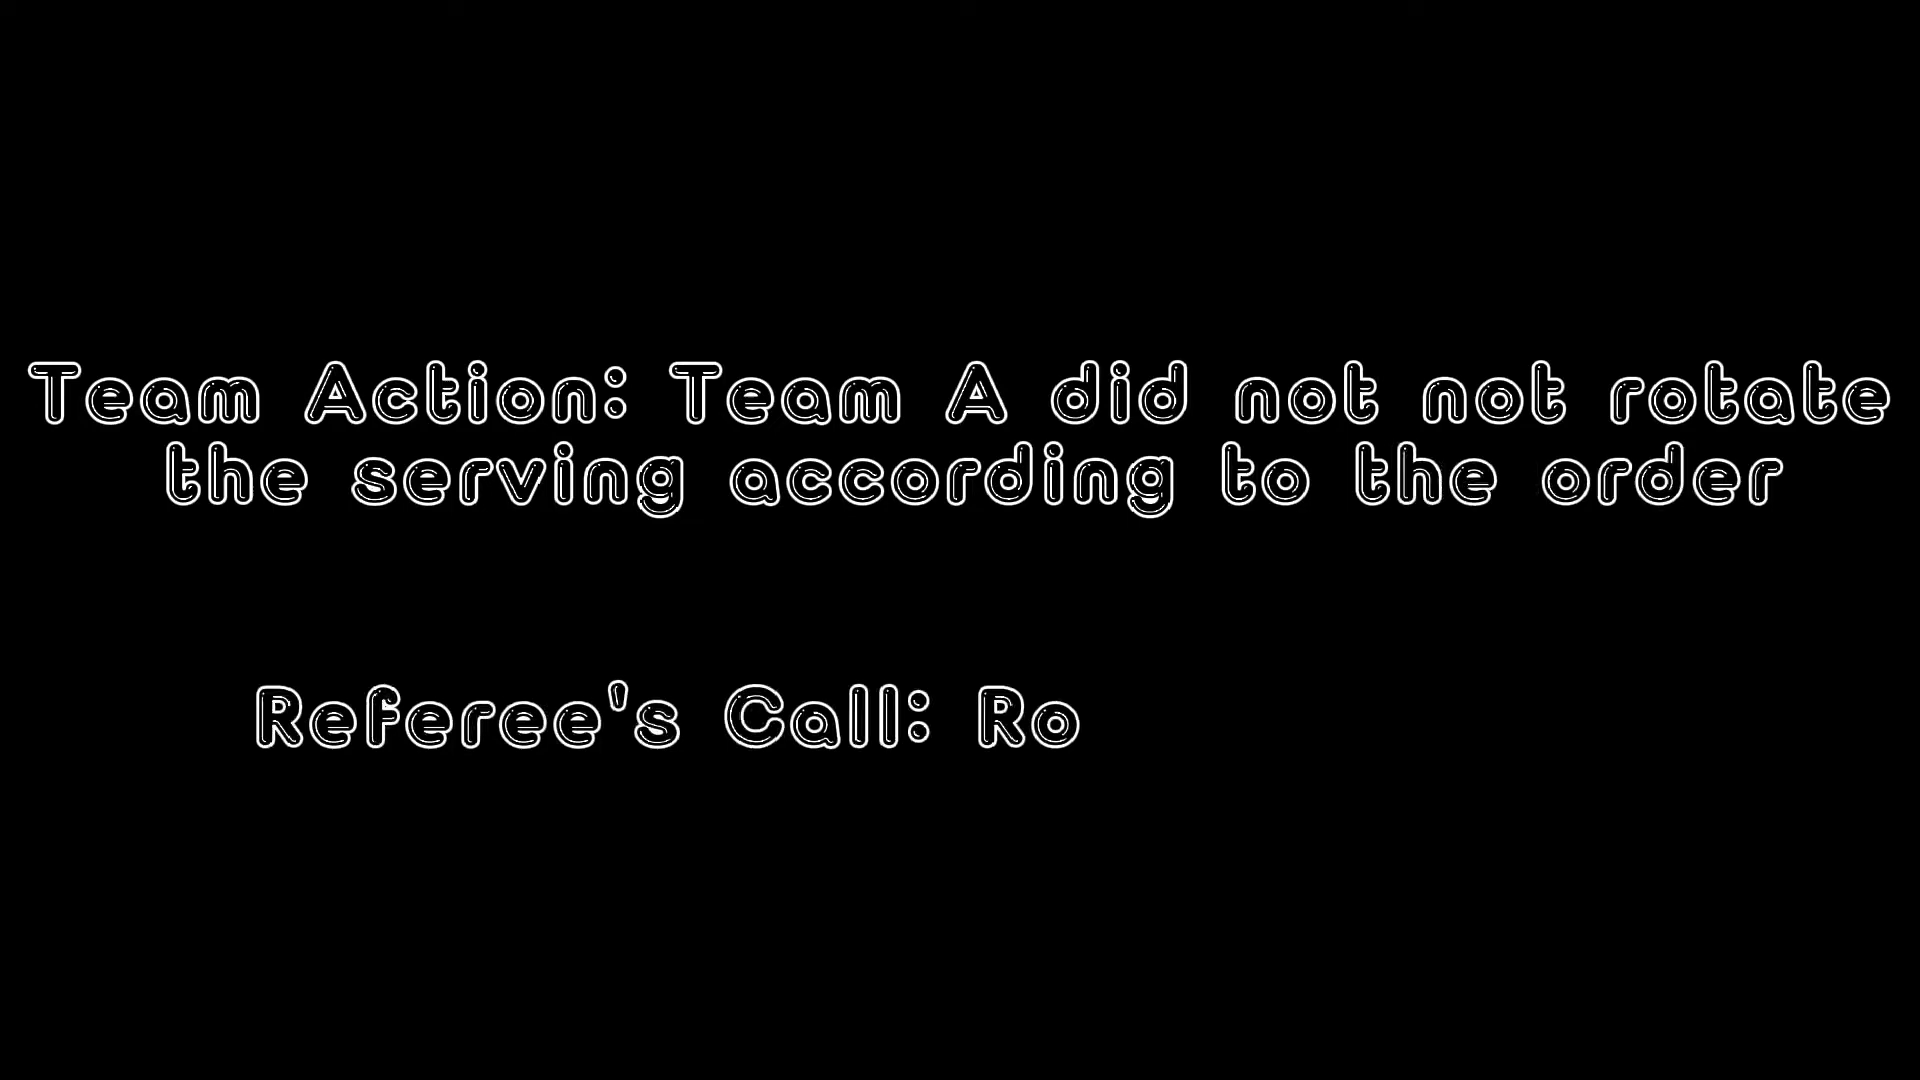 Team Action: Team A did not not rotate
the serving according to the order
Referee's Call: Ro